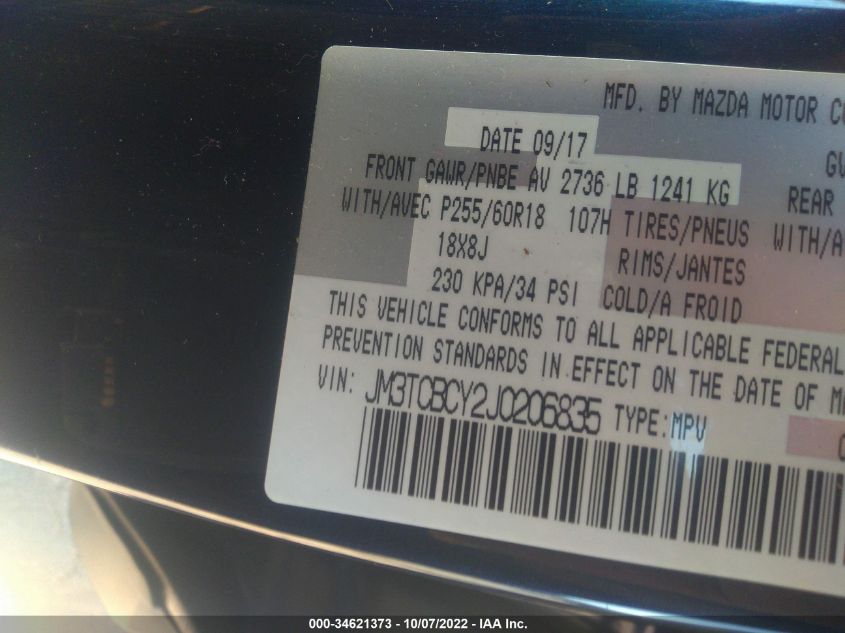 MFD. BY MAZDA MOTOR CO
DATE 09/17
GV
FRONT GAWR/PNBE AV 2736 LB 1241 KG
REAR
WITH/AVEC P255/60R18 107H TIRES/PNEUS WITH/A
18X8J RIMS/JANTES
230 KPA/34 PSI COLD/A FROID
THIS VEHICLE CONFORMS TO ALL APPLICABLE FEDERAL
PREVENTION STANDARDS IN EFFECT ON THE DATE OF MA
VIN: JM3TCBCY2J0206835 TYPE: MPV
000-34621373 - 10/07/2022 - IAA Inc.